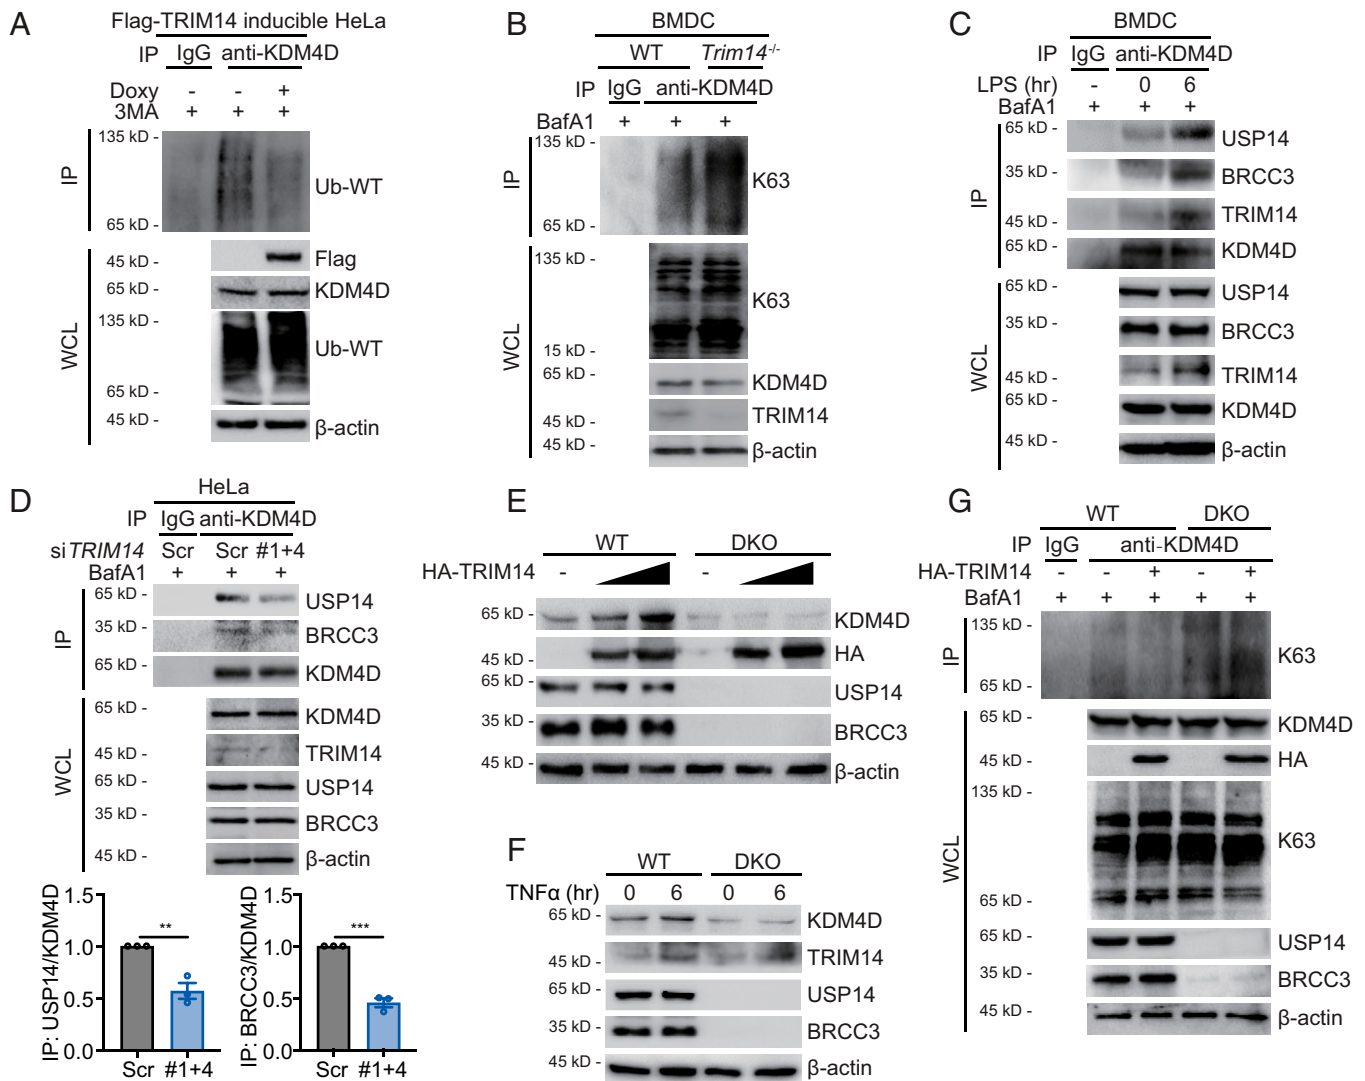 A
Flag-TRIM14 inducible HeLa
IP IgG anti-KDM4D
Doxy - - +
3MA + + +
IP
135 kD -
Ub-WT
65 kD -
WCL
45 kD - Flag
65 kD - KDM4D
135 kD -
Ub-WT
65 kD -
45 kD - β-actin
B
BMDC
WT Trim14-/-
IP IgG anti-KDM4D
BafA1 + + +
IP
135 kD -
K63
65 kD -
WCL
135 kD -
K63
15 kD -
65 kD - KDM4D
45 kD - TRIM14
45 kD - β-actin
C
BMDC
IP IgG anti-KDM4D
LPS (hr) - 0 6
BafA1 + + +
IP
65 kD - USP14
35 kD - BRCC3
45 kD - TRIM14
65 kD - KDM4D
WCL
65 kD - USP14
35 kD - BRCC3
45 kD - TRIM14
65 kD - KDM4D
45 kD - β-actin
D
HeLa
IP IgG anti-KDM4D
siTRIM14 Scr Scr #1+4
BafA1 + + +
IP
65 kD - USP14
35 kD - BRCC3
65 kD - KDM4D
WCL
65 kD - KDM4D
45 kD - TRIM14
65 kD - USP14
35 kD - BRCC3
45 kD - β-actin
IP: USP14/KDM4D
1.5
1.0
0.5
0.0
**
Scr #1+4
IP: BRCC3/KDM4D
1.5
1.0
0.5
0.0
***
Scr #1+4
E
WT DKO
HA-TRIM14 - -
65 kD - KDM4D
45 kD - HA
65 kD - USP14
35 kD - BRCC3
45 kD - β-actin
F
WT DKO
TNFα (hr) 0 6 0 6
65 kD - KDM4D
45 kD - TRIM14
65 kD - USP14
35 kD - BRCC3
45 kD - β-actin
G
WT DKO
IP IgG anti-KDM4D
HA-TRIM14 - - + - +
BafA1 + + + + +
IP
135 kD -
K63
65 kD -
WCL
65 kD - KDM4D
45 kD - HA
135 kD -
K63
65 kD -
65 kD - USP14
35 kD - BRCC3
45 kD - β-actin